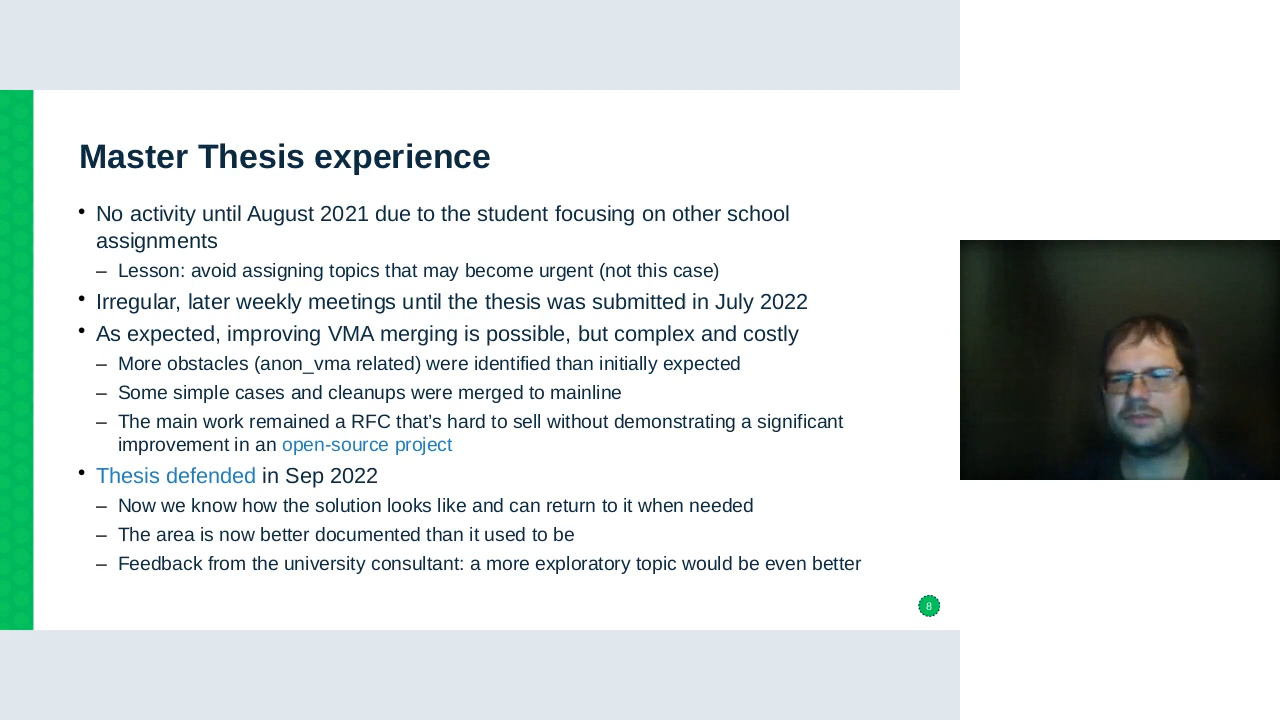 Master Thesis experience
• No activity until August 2021 due to the student focusing on other school
assignments
– Lesson: avoid assigning topics that may become urgent (not this case)
• Irregular, later weekly meetings until the thesis was submitted in July 2022
• As expected, improving VMA merging is possible, but complex and costly
– More obstacles (anon_vma related) were identified than initially expected
– Some simple cases and cleanups were merged to mainline
– The main work remained a RFC that’s hard to sell without demonstrating a significant
improvement in an open-source project
• Thesis defended in Sep 2022
– Now we know how the solution looks like and can return to it when needed
– The area is now better documented than it used to be
– Feedback from the university consultant: a more exploratory topic would be even better
8